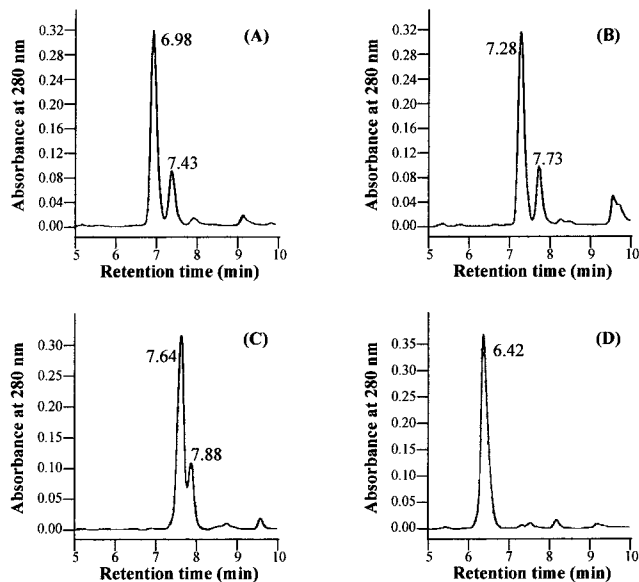 (A)
Absorbance at 280 nm
0.32
0.28
0.24
0.20
0.16
0.12
0.08
0.04
0.00
6.98
7.43
5 6 7 8 9 10
Retention time (min)
(B)
Absorbance at 280 nm
0.32
0.28
0.24
0.20
0.16
0.12
0.08
0.04
0.00
7.28
7.73
5 6 7 8 9 10
Retention time (min)
(C)
Absorbance at 280 nm
0.30
0.25
0.20
0.15
0.10
0.05
0.00
7.64
7.88
5 6 7 8 9 10
Retention time (min)
(D)
Absorbance at 280 nm
0.35
0.30
0.25
0.20
0.15
0.10
0.05
0.00
6.42
5 6 7 8 9 10
Retention time (min)